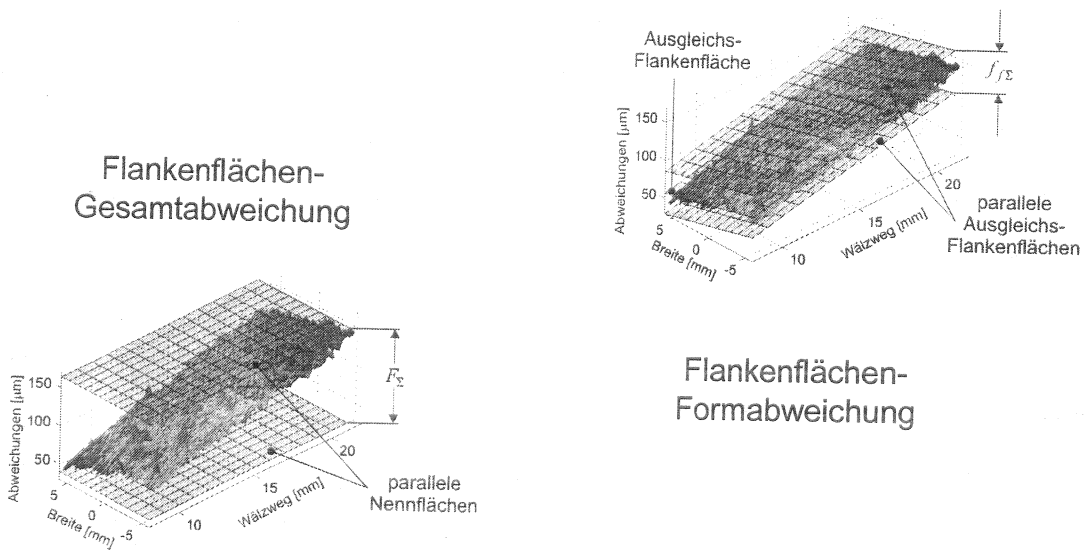 Ausgleichs-
Flankenfläche
f fΣ
Abweichungen [µm]
150
100
50
5
0
-5
Breite [mm]
10
15
20
Wälzweg [mm]
parallele
Ausgleichs-
Flankenflächen
Flankenflächen-
Gesamtabweichung
FΣ
Abweichungen [µm]
150
100
50
5
0
-5
Breite [mm]
10
15
20
Wälzweg [mm]
parallele
Nennflächen
Flankenflächen-
Formabweichung